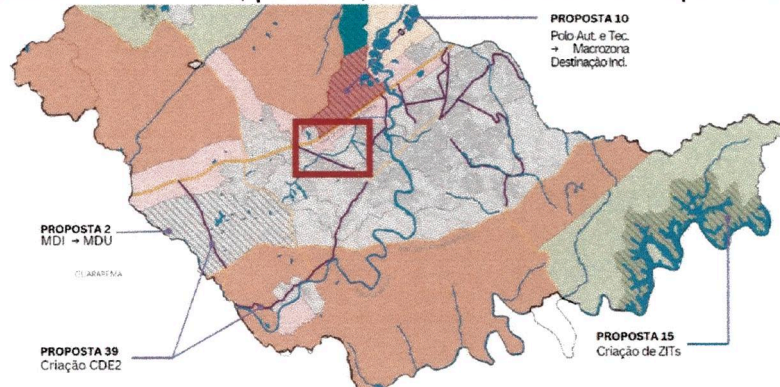 PROPOSTA 10
Polo Aut. e Tec.
→ Macrozona
Destinação Ind.
PROPOSTA 2
MDI → MDU
GUARAREMA
PROPOSTA 39
Criação CDE2
PROPOSTA 15
Criação de ZITs